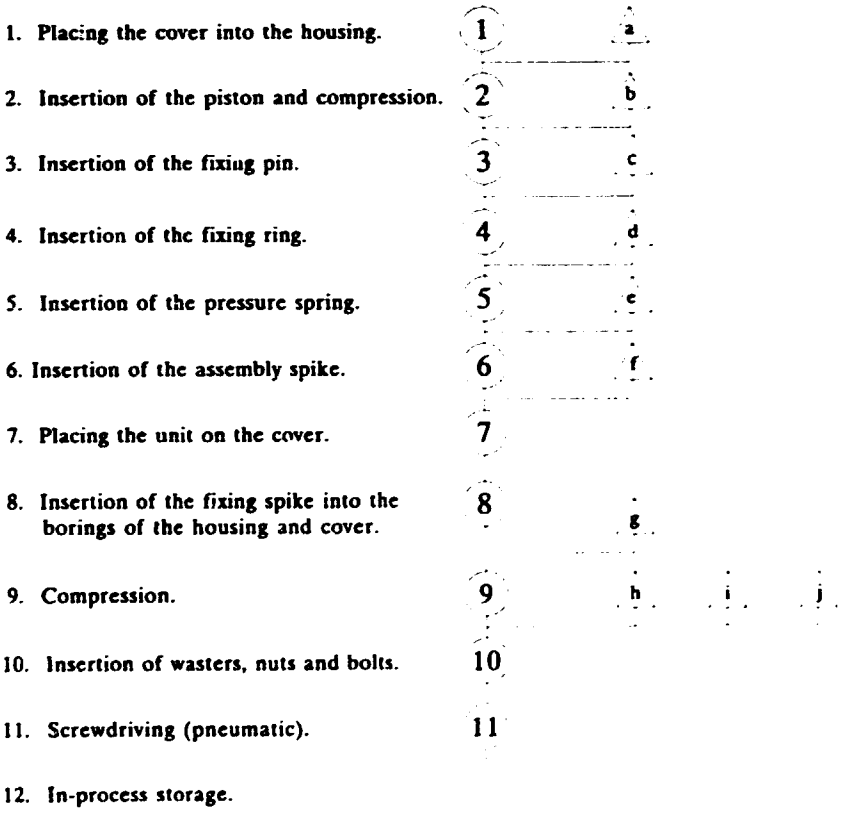 1. Placing the cover into the housing. 1 a
2. Insertion of the piston and compression. 2 b
3. Insertion of the fixing pin. 3 c
4. Insertion of the fixing ring. 4 d
5. Insertion of the pressure spring. 5 e
6. Insertion of the assembly spike. 6 f
7. Placing the unit on the cover. 7
8. Insertion of the fixing spike into the 8
borings of the housing and cover. g
9. Compression. 9 h i j
10. Insertion of wasters, nuts and bolts. 10
11. Screwdriving (pneumatic). 11
12. In-process storage.